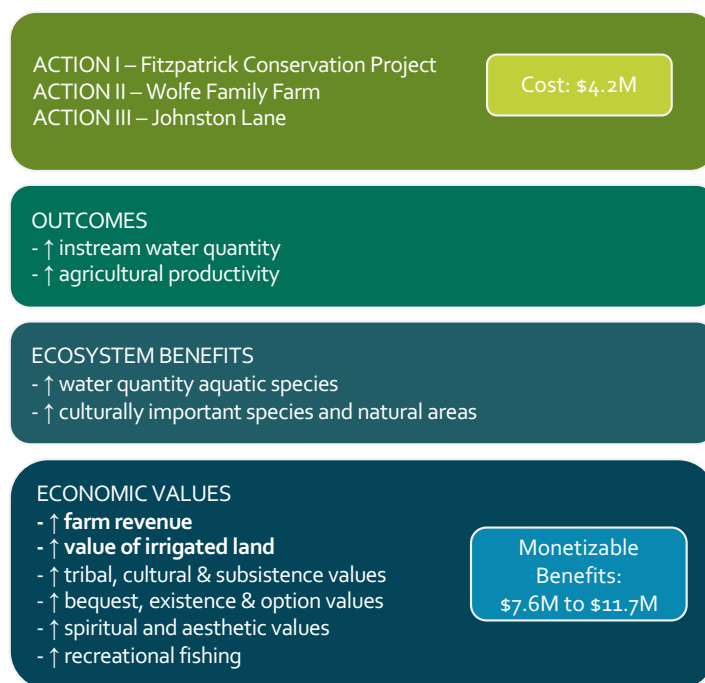 ACTION I – Fitzpatrick Conservation Project
ACTION II – Wolfe Family Farm
ACTION III – Johnston Lane
Cost: $4.2M
OUTCOMES
- ↑ instream water quantity
- ↑ agricultural productivity
ECOSYSTEM BENEFITS
- ↑ water quantity aquatic species
- ↑ culturally important species and natural areas
ECONOMIC VALUES
- ↑ farm revenue
- ↑ value of irrigated land
- ↑ tribal, cultural & subsistence values
- ↑ bequest, existence & option values
- ↑ spiritual and aesthetic values
- ↑ recreational fishing
Monetizable
Benefits:
$7.6M to $11.7M